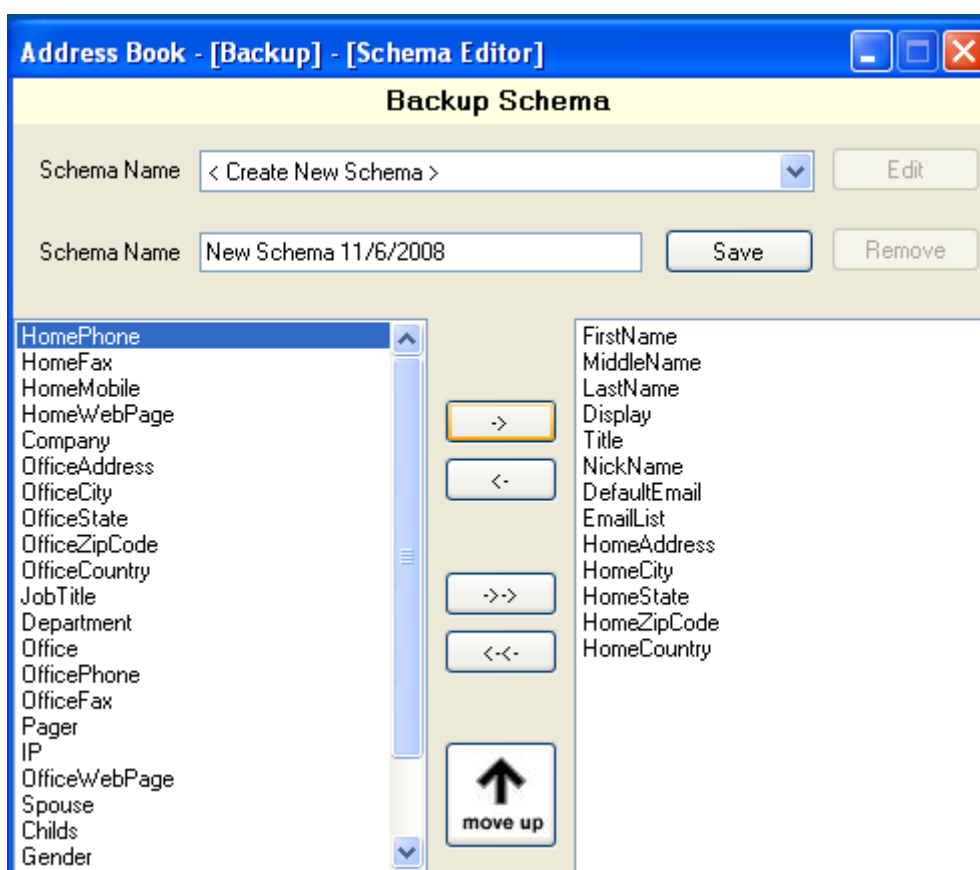 Address Book - [Backup] - [Schema Editor]
Backup Schema
Schema Name < Create New Schema > Edit
Schema Name New Schema 11/6/2008 Save Remove
HomePhone
HomeFax
HomeMobile
HomeWebPage
Company
OfficeAddress
OfficeCity
OfficeState
OfficeZipCode
OfficeCountry
JobTitle
Department
Office
OfficePhone
OfficeFax
Pager
IP
OfficeWebPage
Spouse
Childs
Gender
->
<-
->->
<-<-
move up
FirstName
MiddleName
LastName
Display
Title
NickName
DefaultEmail
EmailList
HomeAddress
HomeCity
HomeState
HomeZipCode
HomeCountry